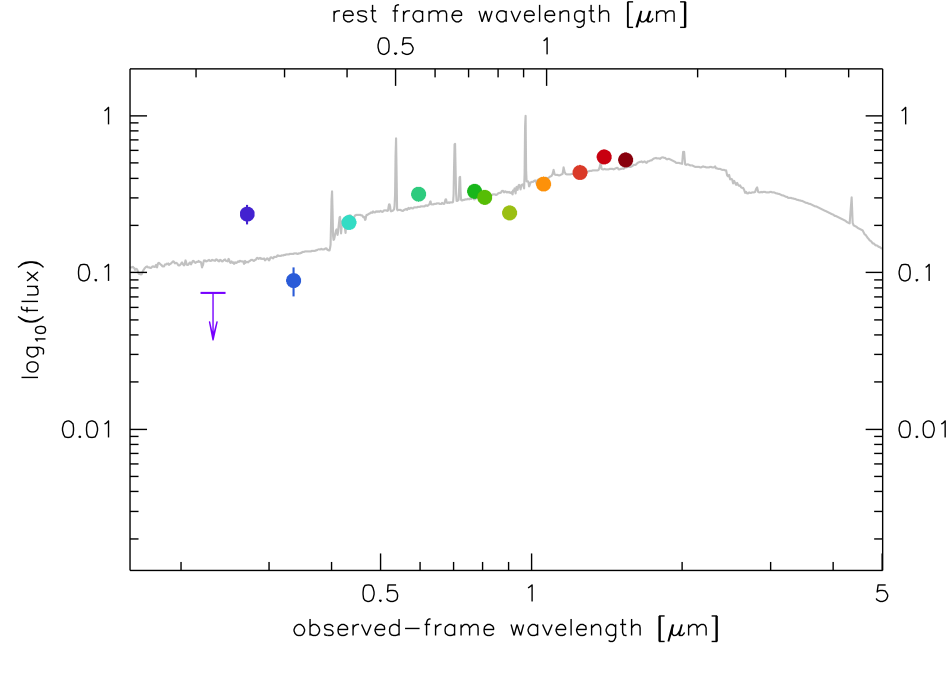 rest frame wavelength [μm]
0.5 1
1 1
0.1 0.1
0.01 0.01
log10(flux)
0.5 1 5
observed-frame wavelength [μm]